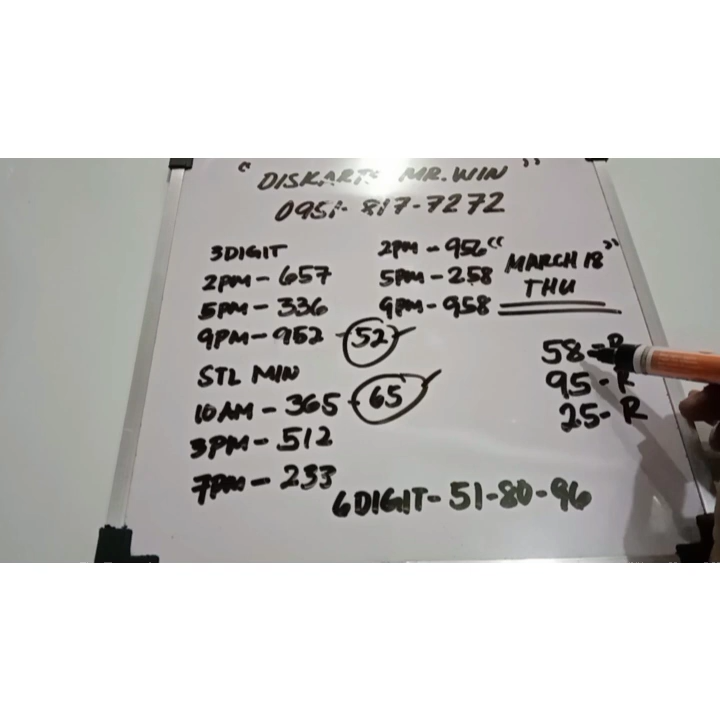 " DISKARTE MR. WIN "
0951-817-7272
3DIGIT
2PM - 657
5PM - 336
9PM - 952 - 52
STL MIN
10AM - 365 - 65
3PM - 512
7PM - 233
2PM - 956
5PM - 258
9PM - 958
" MARCH 18 "
THU
58 - R
95 - R
25 - R
6DIGIT - 51-80-96